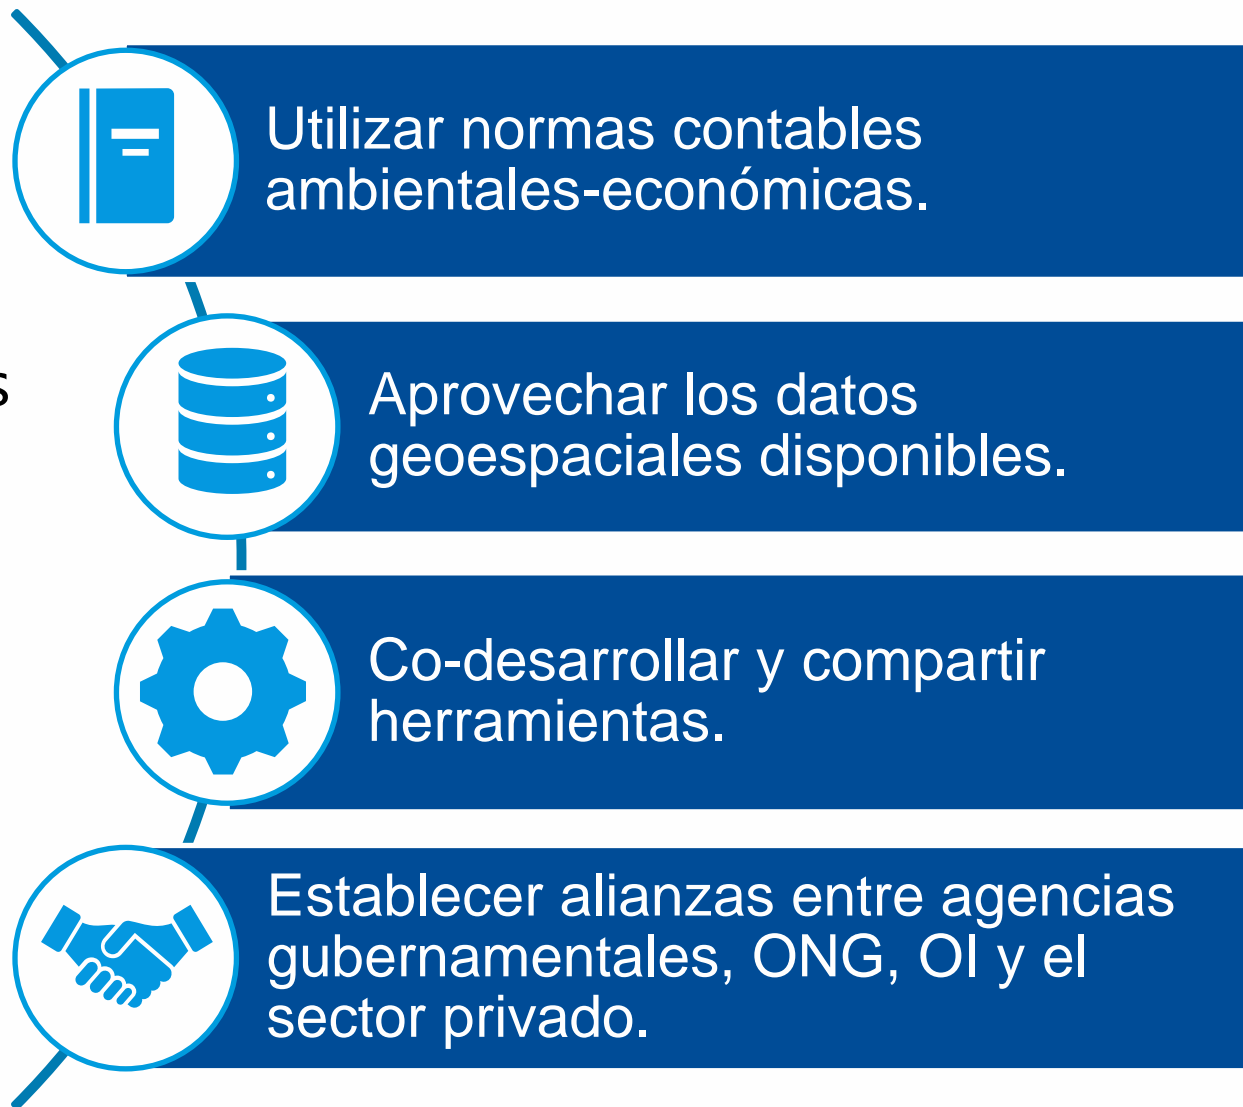 Utilizar normas contables
ambientales-económicas.
s
Aprovechar los datos
geoespaciales disponibles.
Co-desarrollar y compartir
herramientas.
Establecer alianzas entre agencias
gubernamentales, ONG, OI y el
sector privado.